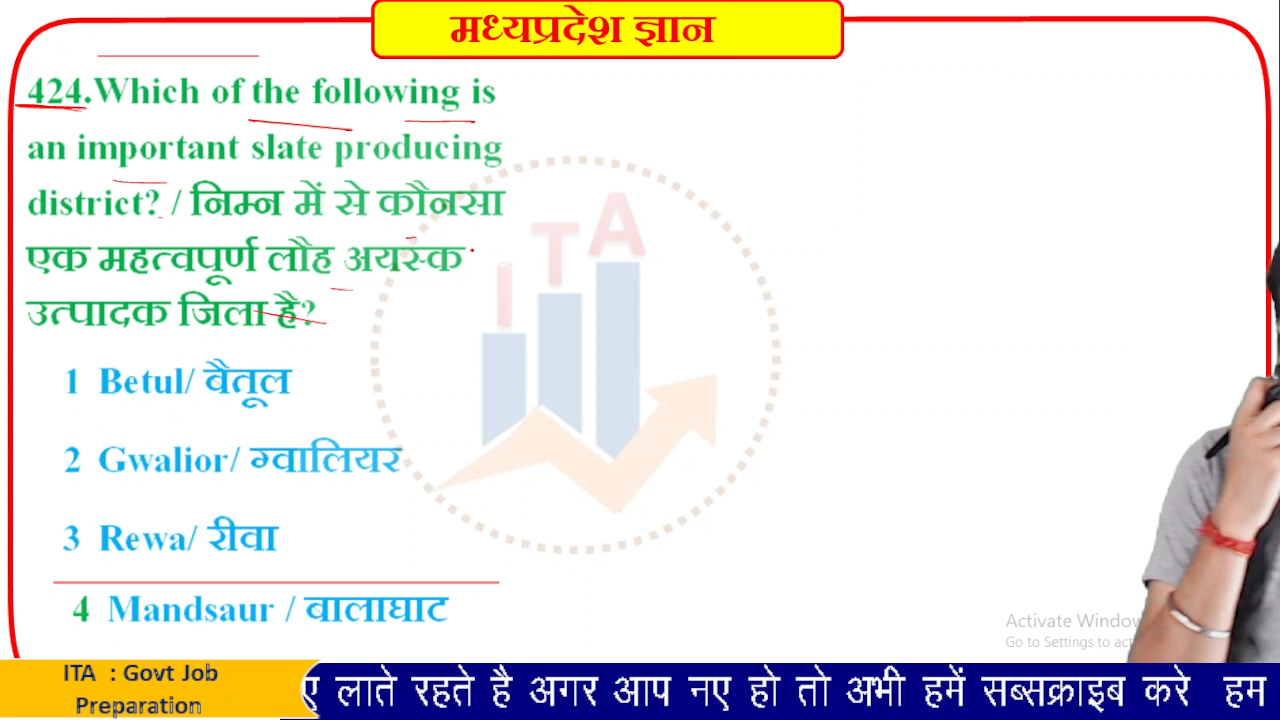 मध्यप्रदेश ज्ञान
424.Which of the following is
an important slate producing
district? / निम्न में से कौनसा
एक महत्वपूर्ण लौह अयस्क
उत्पादक जिला है?
1 Betul/ बैतूल
2 Gwalior/ ग्वालियर
3 Rewa/ रीवा
4 Mandsaur / बालाघाट
ITA
Activate Window
Go to Settings to act
ITA : Govt Job
Preparation
ए लाते रहते है अगर आप नए हो तो अभी हमें सब्सक्राइब करे हम